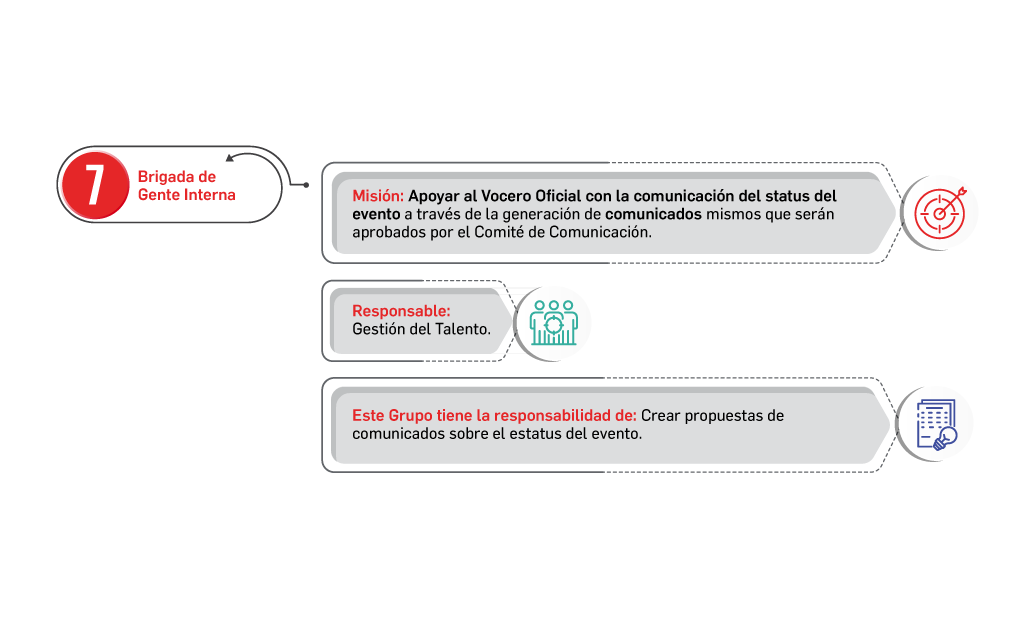 7
Brigada de
Gente Interna
Misión: Apoyar al Vocero Oficial con la comunicación del status del
evento a través de la generación de comunicados mismos que serán
aprobados por el Comité de Comunicación.
Responsable:
Gestión del Talento.
Este Grupo tiene la responsabilidad de: Crear propuestas de
comunicados sobre el estatus del evento.